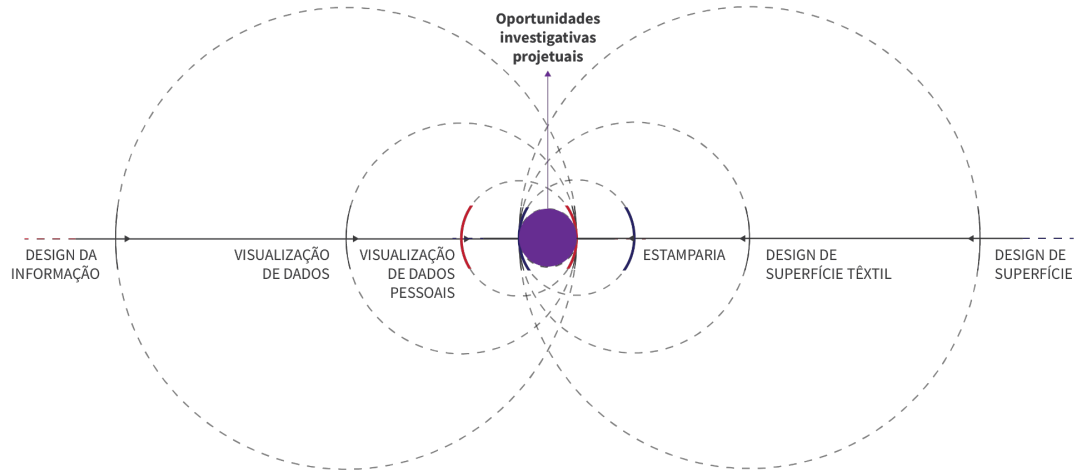 Oportunidades
investigativas
projetuais
DESIGN DA
INFORMAÇÃO
VISUALIZAÇÃO
DE DADOS
VISUALIZAÇÃO
DE DADOS
PESSOAIS
ESTAMPARIA
DESIGN DE
SUPERFÍCIE TÊXTIL
DESIGN DE
SUPERFÍCIE